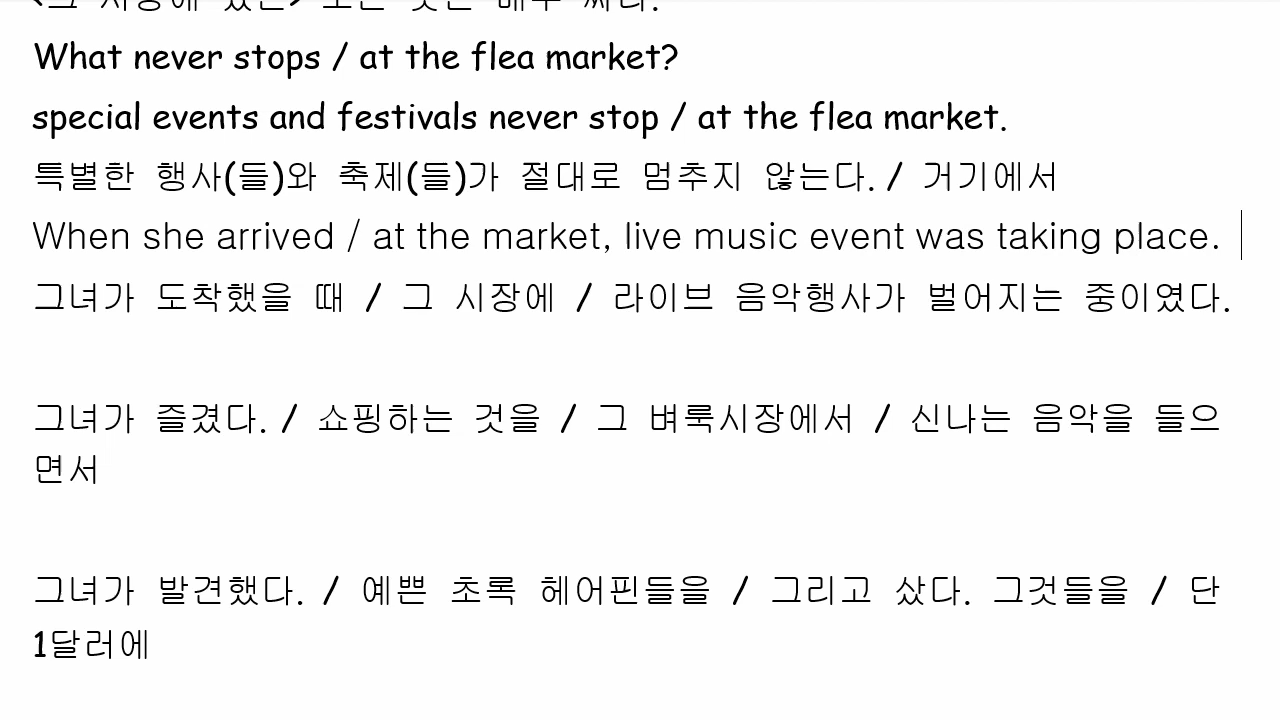 What never stops / at the flea market?
special events and festivals never stop / at the flea market.
특별한 행사(들)와 축제(들)가 절대로 멈추지 않는다. / 거기에서
When she arrived / at the market, live music event was taking place.
그녀가 도착했을 때 / 그 시장에 / 라이브 음악행사가 벌어지는 중이였다.
그녀가 즐겼다. / 쇼핑하는 것을 / 그 벼룩시장에서 / 신나는 음악을 들으
면서
그녀가 발견했다. / 예쁜 초록 헤어핀들을 / 그리고 샀다. 그것들을 / 단
1달러에